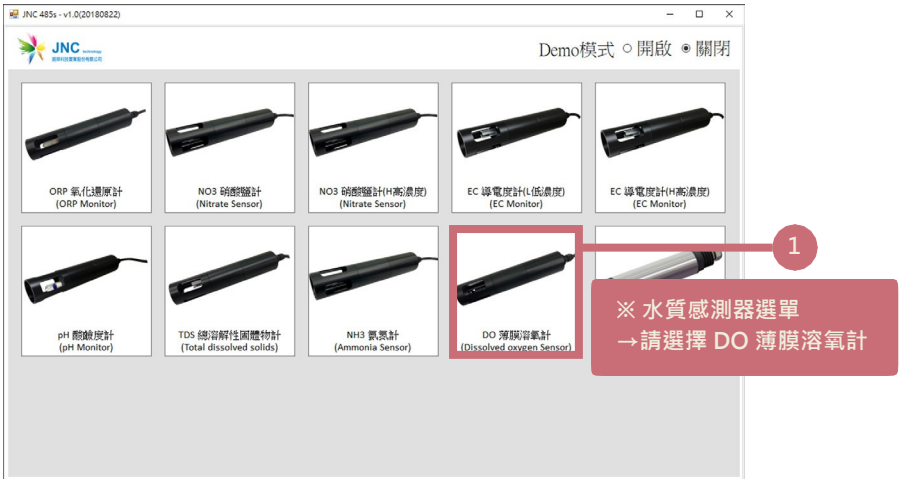 JNC 485s - v1.0(20180822)
JNC technology
Demo模式 開啟 關閉
ORP 氧化還原計
(ORP Monitor)
NO3 硝酸鹽計
(Nitrate Sensor)
NO3 硝酸鹽計(H高濃度)
(Nitrate Sensor)
EC 導電度計(L低濃度)
(EC Monitor)
EC 導電度計(H高濃度)
(EC Monitor)
pH 酸鹼度計
(pH Monitor)
TDS 總溶解性固體物計
(Total dissolved solids)
NH3 氨氮計
(Ammonia Sensor)
DO 薄膜溶氧計
(Dissolved oxygen Sensor)
1
※ 水質感測器選單
→請選擇 DO 薄膜溶氧計